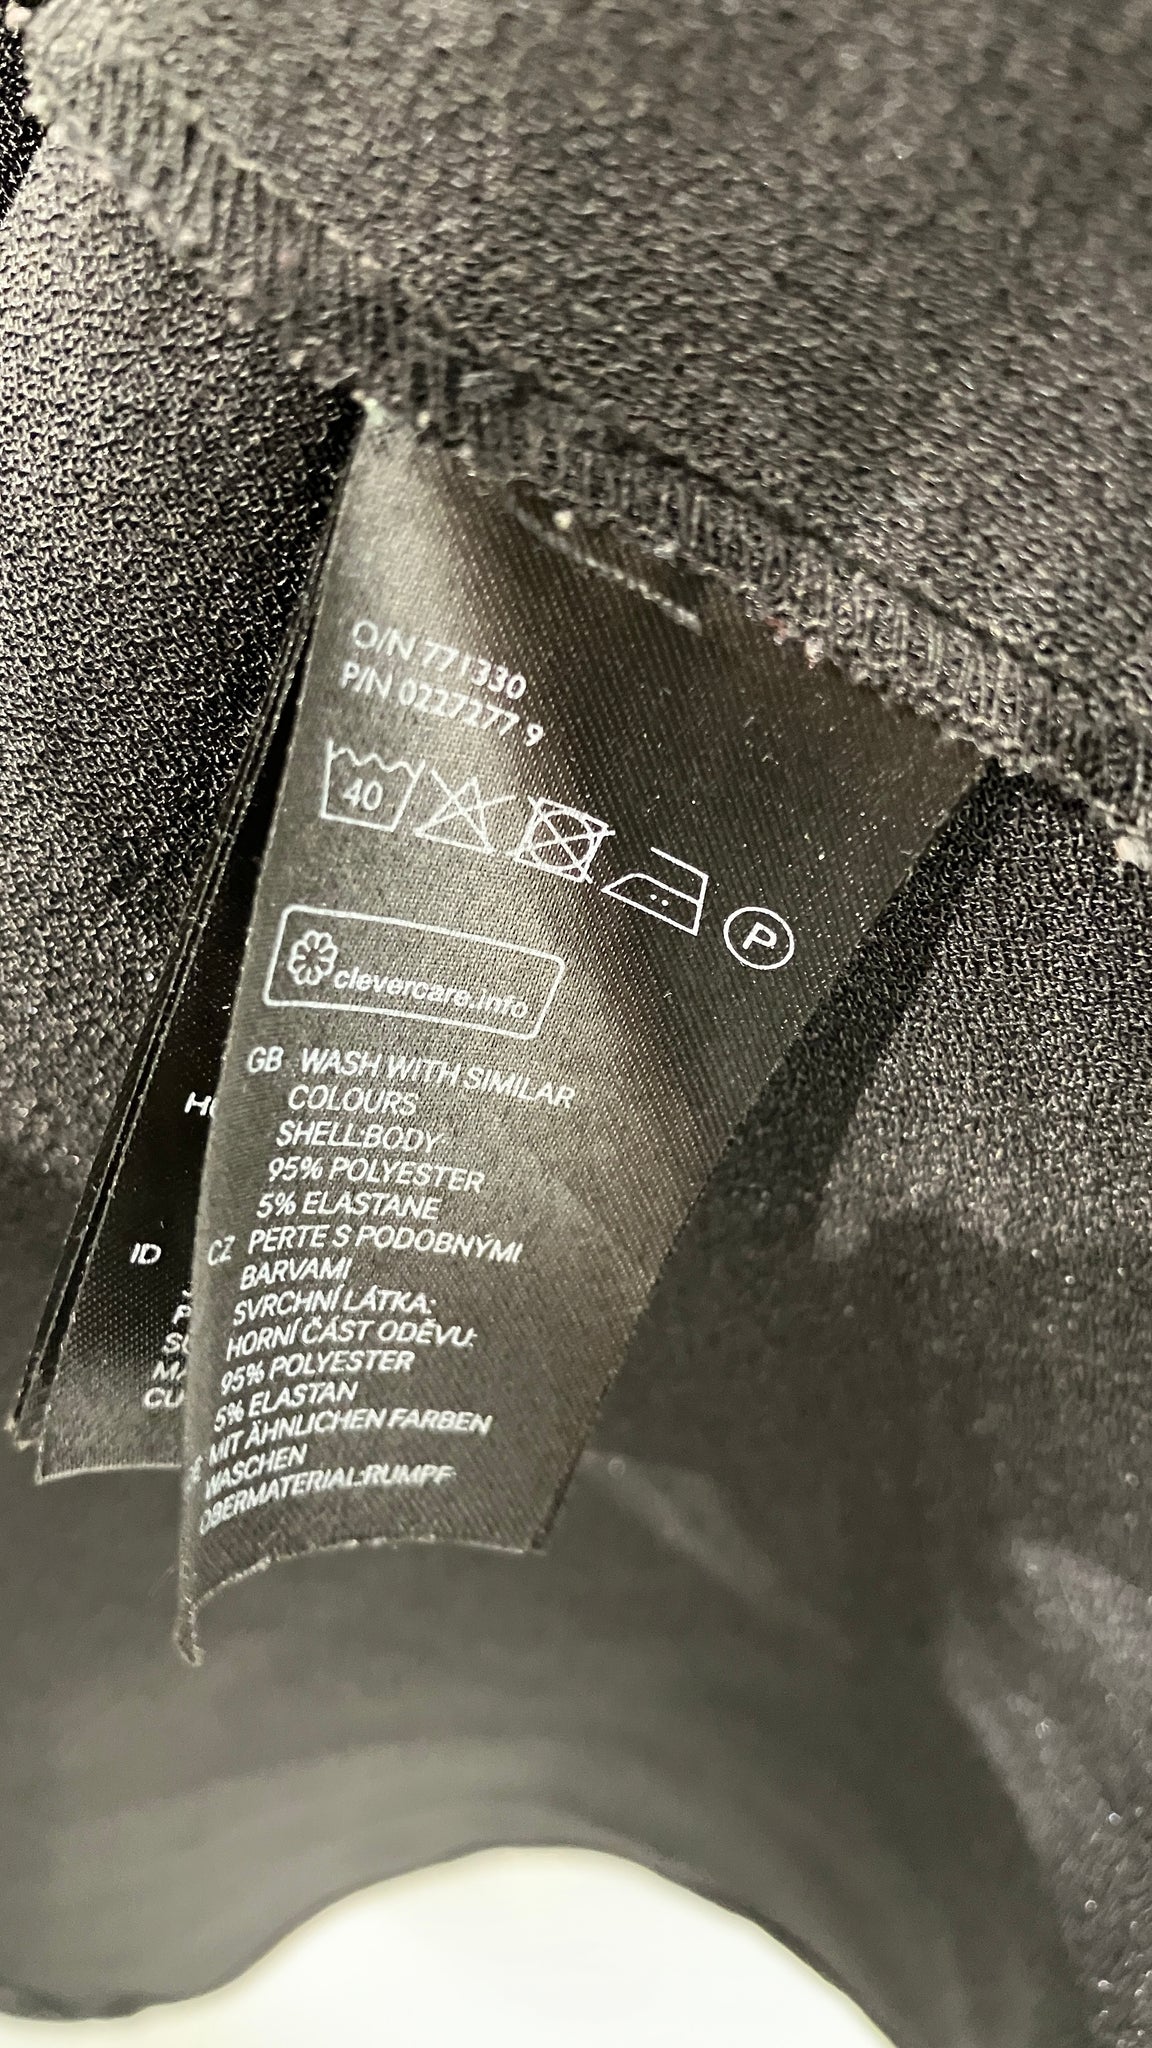 O/N 771330
P/N 0227277 9
40
P
clevercare.info
GB WASH WITH SIMILAR
COLOURS
SHELL:BODY:
95% POLYESTER
5% ELASTANE
CZ PERTE S PODOBNÝMI
BARVAMI
SVRCHNÍ LÁTKA:
HORNÍ ČÁST ODĚVU:
95% POLYESTER
5% ELASTAN
MIT ÄHNLICHEN FARBEN
WASCHEN
OBERMATERIAL:RUMPF:
ID